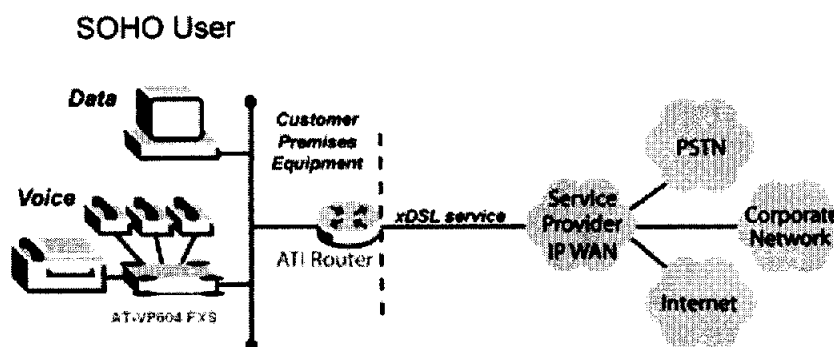 SOHO User
Data
Customer
Premises
Equipment
Voice
AT-VP604 FXS
ATI Router
xDSL service
Service
Provider
IP WAN
PSTN
Corporate
Network
Internet